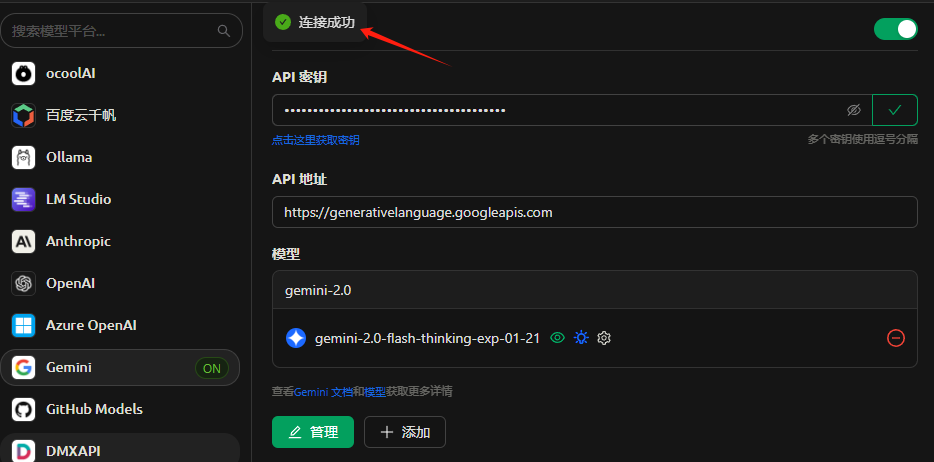 搜索模型平台...
ocoolAI
百度云千帆
Ollama
LM Studio
Anthropic
OpenAI
Azure OpenAI
Gemini
ON
GitHub Models
DMXAPI
连接成功
API 密钥
••••••••••••••••••••••••••••••••••••••
点击这里获取密钥
多个密钥使用逗号分隔
API 地址
https://generativelanguage.googleapis.com
模型
gemini-2.0
gemini-2.0-flash-thinking-exp-01-21
查看Gemini 文档和模型获取更多详情
管理
添加